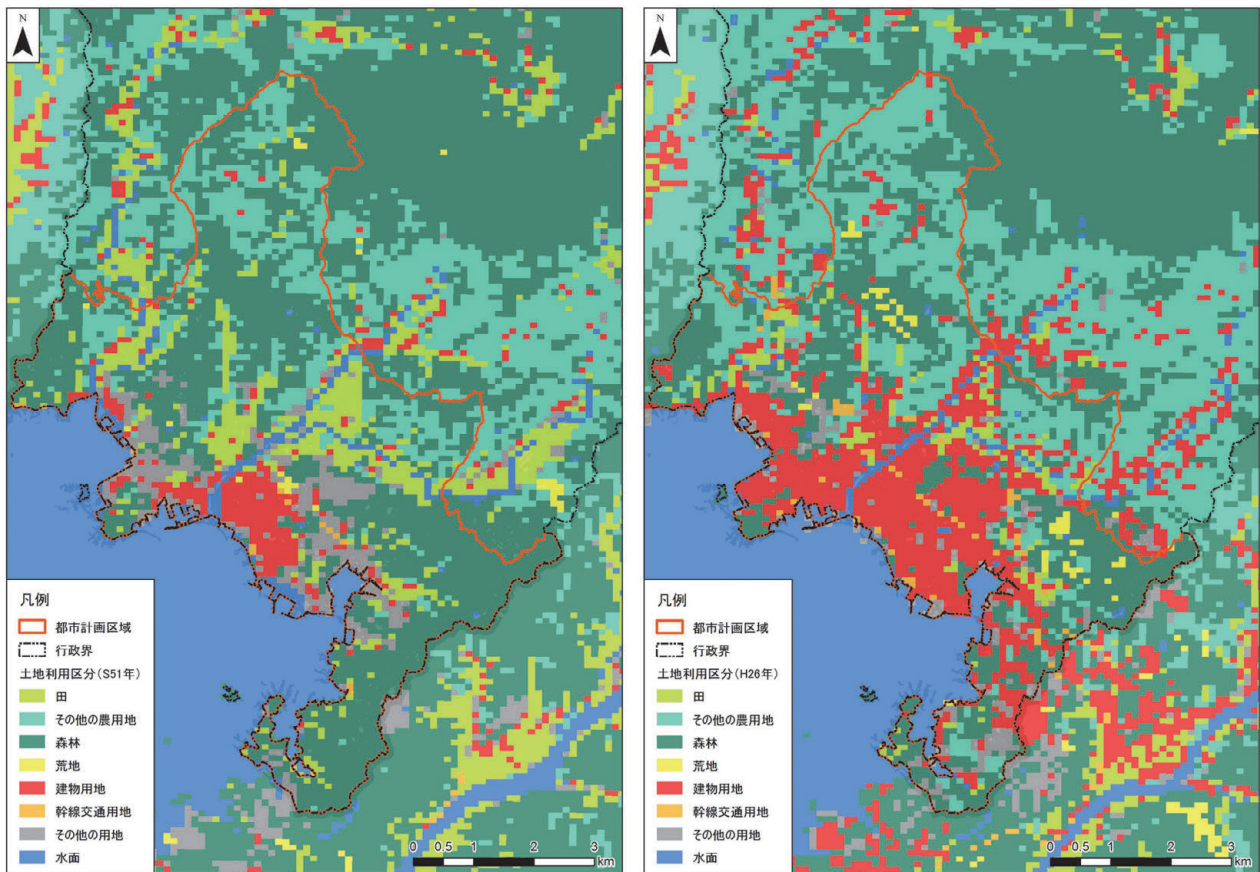 N
凡例
都市計画区域
行政界
土地利用区分(S51年)
田
その他の農用地
森林
荒地
建物用地
幹線交通用地
その他の用地
水面
0 0.5 1 2 3
km
N
凡例
都市計画区域
行政界
土地利用区分(H26年)
田
その他の農用地
森林
荒地
建物用地
幹線交通用地
その他の用地
水面
0 0.5 1 2 3
km